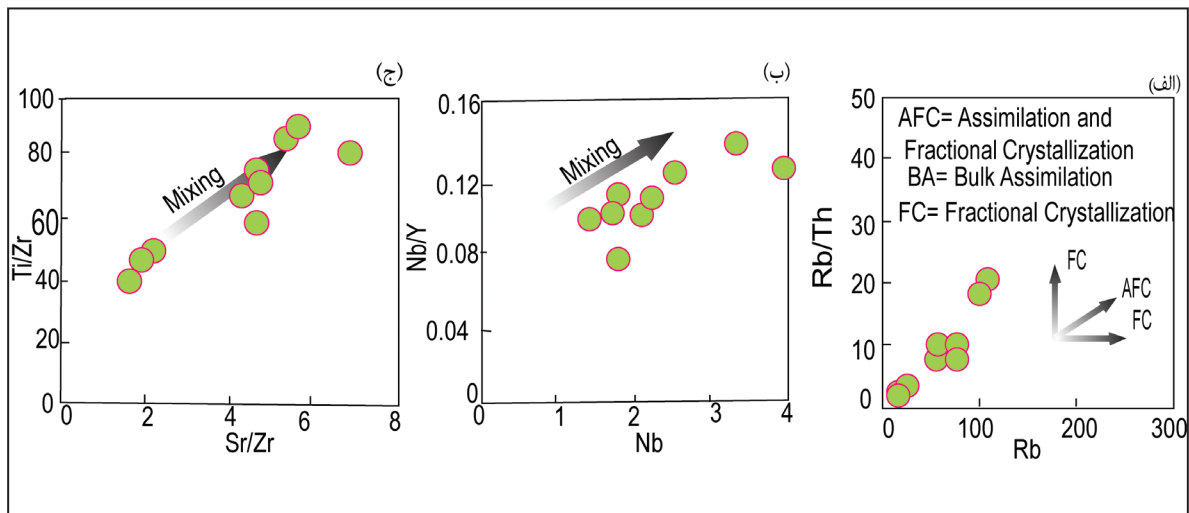 (ج)
Ti/Zr
100
80
60
40
20
0
Mixing
0 2 4 6 8
Sr/Zr
(ب)
Nb/Y
0.16
0.12
0.08
0.04
0
Mixing
0 1 2 3 4
Nb
(الف)
Rb/Th
50
40
30
20
10
0
AFC= Assimilation and
Fractional Crystallization
BA= Bulk Assimilation
FC= Fractional Crystallization
FC
AFC
FC
0 100 200 300
Rb